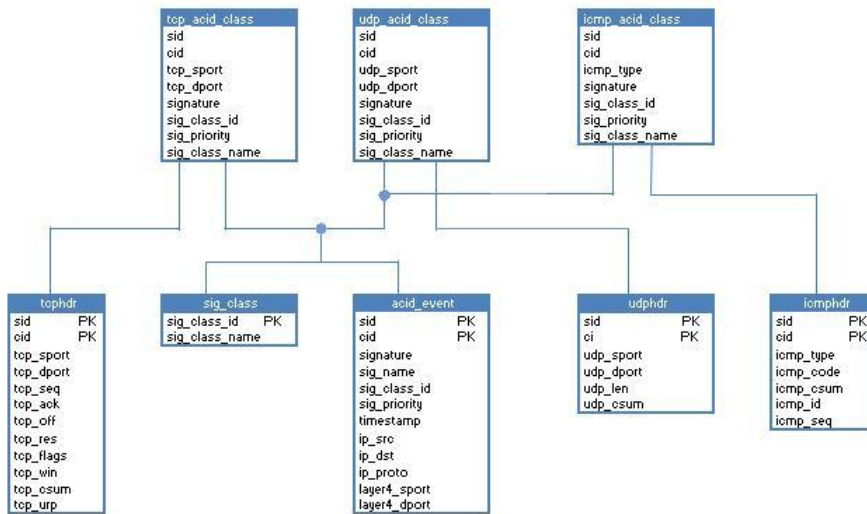 tcp_acid_class
sid
cid
tcp_sport
tcp_dport
signature
sig_class_id
sig_priority
sig_class_name
udp_acid_class
sid
cid
udp_sport
udp_dport
signature
sig_class_id
sig_priority
sig_class_name
icmp_acid_class
sid
cid
icmp_type
signature
sig_class_id
sig_priority
sig_class_name
tcphdr
sid PK
cid PK
tcp_sport
tcp_dport
tcp_seq
tcp_ack
tcp_off
tcp_res
tcp_flags
tcp_win
tcp_csum
tcp_urp
sig_class
sig_class_id PK
sig_class_name
acid_event
sid PK
cid PK
signature
sig_name
sig_class_id
sig_priority
timestamp
ip_src
ip_dst
ip_proto
layer4_sport
layer4_dport
udphdr
sid PK
ci PK
udp_sport
udp_dport
udp_len
udp_csum
icmphdr
sid PK
cid PK
icmp_type
icmp_code
icmp_csum
icmp_id
icmp_seq